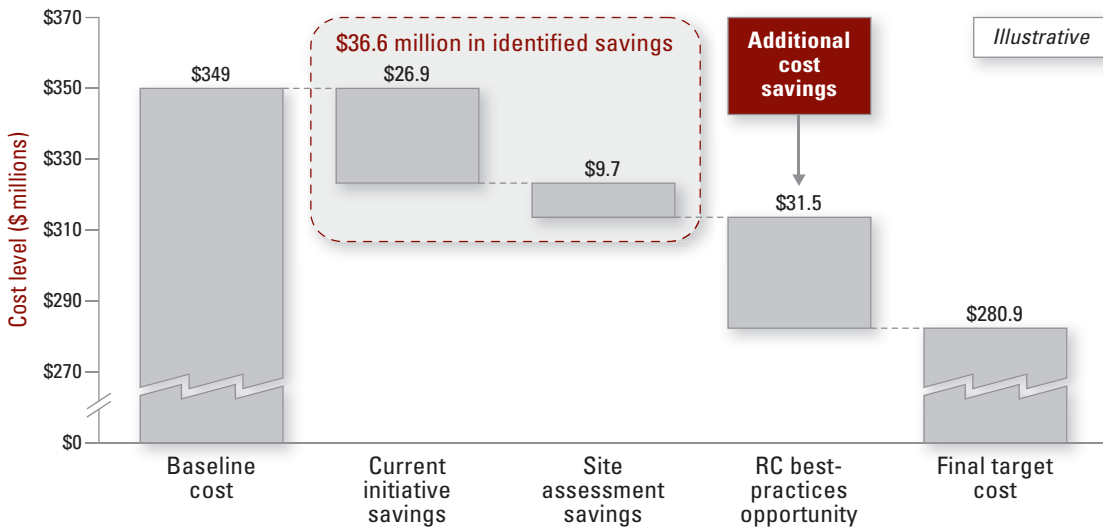 $370
$350
$330
$310
$290
$270
$0
Cost level ($ millions)
$36.6 million in identified savings
Additional
cost
savings
Illustrative
$349
$26.9
$9.7
$31.5
$280.9
Baseline
cost
Current
initiative
savings
Site
assessment
savings
RC best-
practices
opportunity
Final target
cost